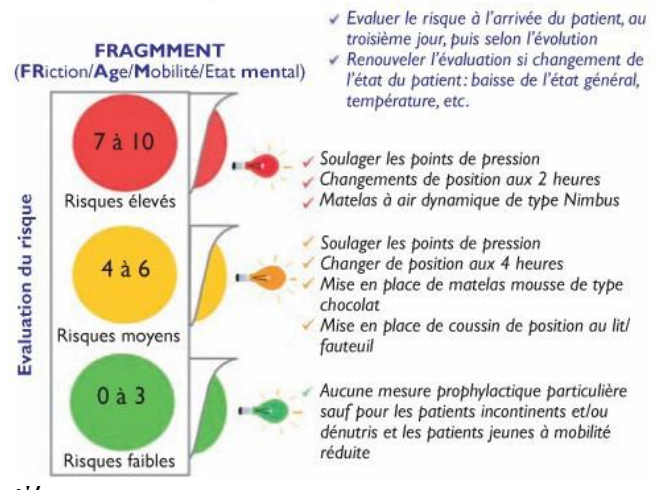 ✔ Evaluer le risque à l'arrivée du patient, au
troisième jour, puis selon l'évolution
✔ Renouveler l'évaluation si changement de
l'état du patient: baisse de l'état général,
température, etc.
FRAGMMENT
(FRiction/Age/Mobilité/Etat mental)
Evaluation du risque
7 à 10
Risques élevés
✓ Soulager les points de pression
✓ Changements de position aux 2 heures
✓ Matelas à air dynamique de type Nimbus
4 à 6
Risques moyens
✓ Soulager les points de pression
✓ Changer de position aux 4 heures
✓ Mise en place de matelas mousse de type
chocolat
✓ Mise en place de coussin de position au lit/
fauteuil
0 à 3
Risques faibles
✓ Aucune mesure prophylactique particulière
sauf pour les patients incontinents et/ou
dénutris et les patients jeunes à mobilité
réduite